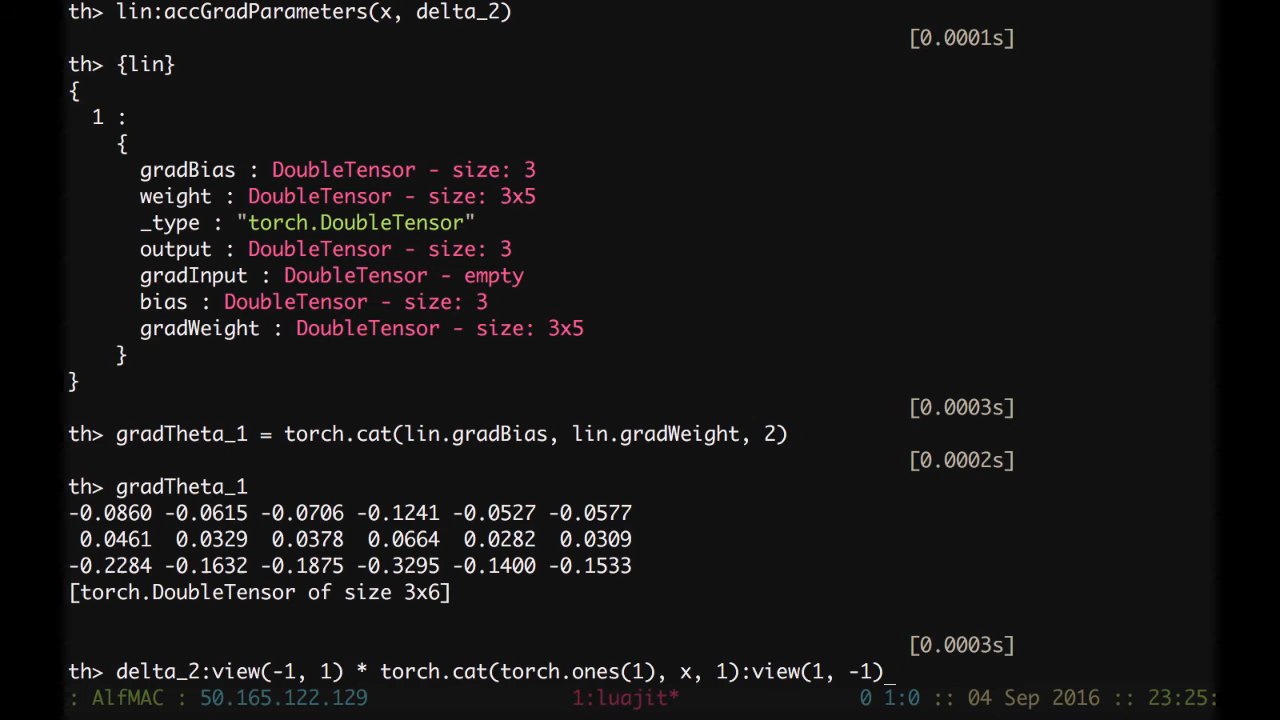 th> lin:accGradParameters(x, delta_2)
[0.0001s]
th> {lin}
{
1 :
{
gradBias : DoubleTensor - size: 3
weight : DoubleTensor - size: 3x5
_type : "torch.DoubleTensor"
output : DoubleTensor - size: 3
gradInput : DoubleTensor - empty
bias : DoubleTensor - size: 3
gradWeight : DoubleTensor - size: 3x5
}
}
[0.0003s]
th> gradTheta_1 = torch.cat(lin.gradBias, lin.gradWeight, 2)
[0.0002s]
th> gradTheta_1
-0.0860 -0.0615 -0.0706 -0.1241 -0.0527 -0.0577
0.0461 0.0329 0.0378 0.0664 0.0282 0.0309
-0.2284 -0.1632 -0.1875 -0.3295 -0.1400 -0.1533
[torch.DoubleTensor of size 3x6]
[0.0003s]
th> delta_2:view(-1, 1) * torch.cat(torch.ones(1), x, 1):view(1, -1)_
: AlfMAC : 50.165.122.129 1:luajit* 0 1:0 :: 04 Sep 2016 :: 23:25: